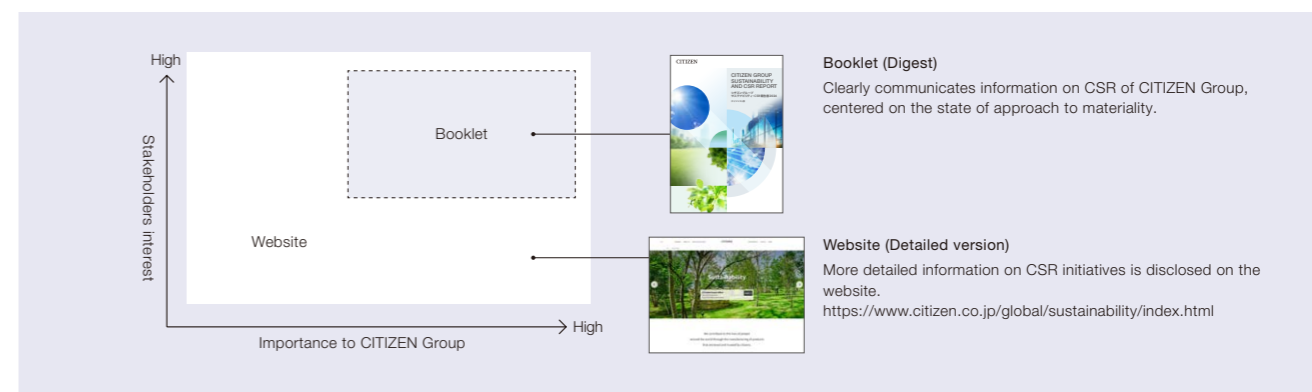 High
Stakeholders interest
Booklet
Website
High
Importance to CITIZEN Group
CITIZEN
CITIZEN GROUP
SUSTAINABILITY
AND CSR REPORT
Booklet (Digest)
Clearly communicates information on CSR of CITIZEN Group,
centered on the state of approach to materiality.
CITIZEN
Sustainability
Website (Detailed version)
More detailed information on CSR initiatives is disclosed on the
website.
https://www.citizen.co.jp/global/sustainability/index.html